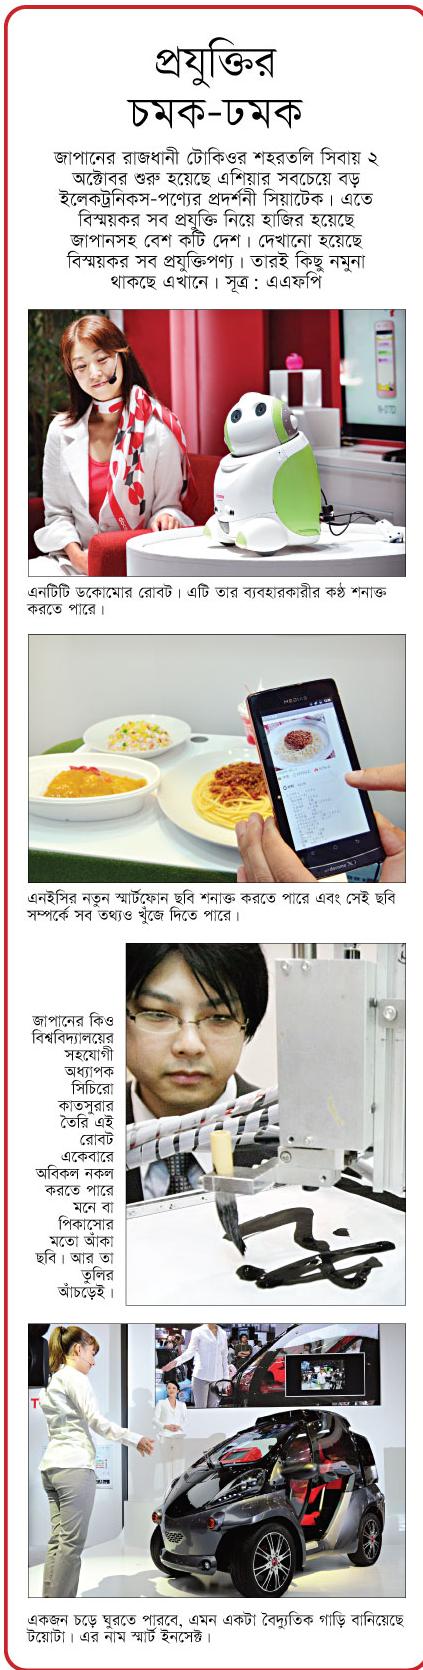 প্রযুক্তির
চমক-ঢমক
জাপানের রাজধানী টোকিওর শহরতলি সিবায় ২
অক্টোবর শুরু হয়েছে এশিয়ার সবচেয়ে বড়
ইলেকট্রনিকস-পণ্যের প্রদর্শনী সিয়াটেক। এতে
বিস্ময়কর সব প্রযুক্তি নিয়ে হাজির হয়েছে
জাপানসহ বেশ কটি দেশ। দেখানো হয়েছে
বিস্ময়কর সব প্রযুক্তিপণ্য। তারই কিছু নমুনা
থাকছে এখানে। সূত্র : এএফপি
এনটিটি ডকোমোর রোবট। এটি তার ব্যবহারকারীর কণ্ঠ শনাক্ত
করতে পারে।
MEDIAS
এনইসির নতুন স্মার্টফোন ছবি শনাক্ত করতে পারে এবং সেই ছবি
সম্পর্কে সব তথ্যও খুঁজে দিতে পারে।
জাপানের কিও
বিশ্ববিদ্যালয়ের
সহযোগী
অধ্যাপক
সিচিরো
কাতসুরার
তৈরি এই
রোবট
একেবারে
অবিকল নকল
করতে পারে
মনে বা
পিকাসোর
মতো আঁকা
ছবি। আর তা
তুলির
আঁচড়েই।
একজন চড়ে ঘুরতে পারবে, এমন একটা বৈদ্যুতিক গাড়ি বানিয়েছে
টয়োটা। এর নাম স্মার্ট ইনসেক্ট।